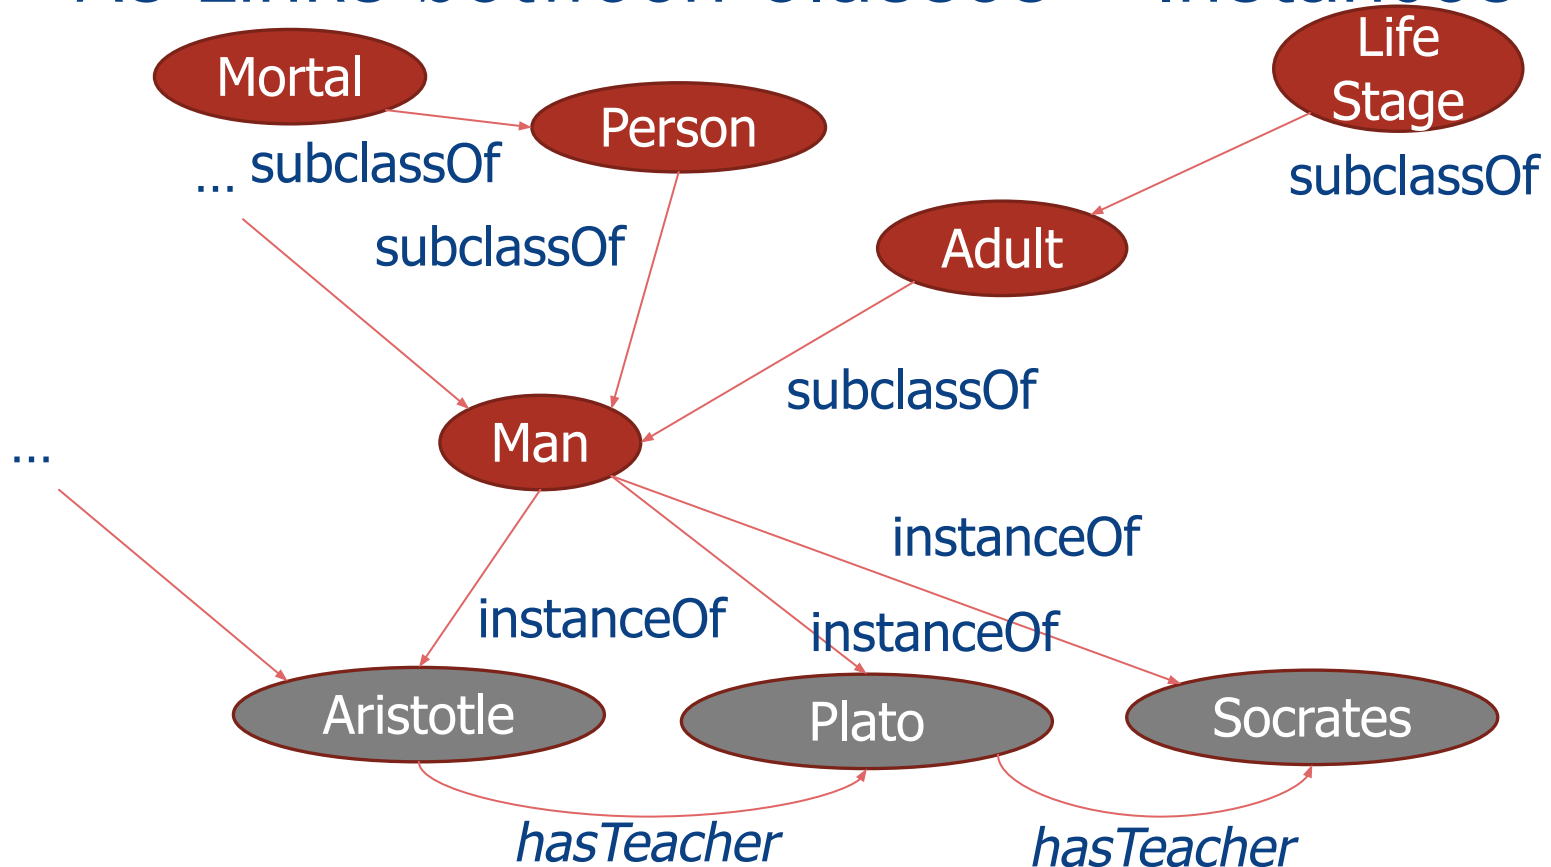 Mortal
Life
Stage
Person
subclassOf
...
subclassOf
subclassOf
Adult
subclassOf
Man
...
instanceOf
instanceOf
instanceOf
Aristotle
Plato
Socrates
hasTeacher
hasTeacher